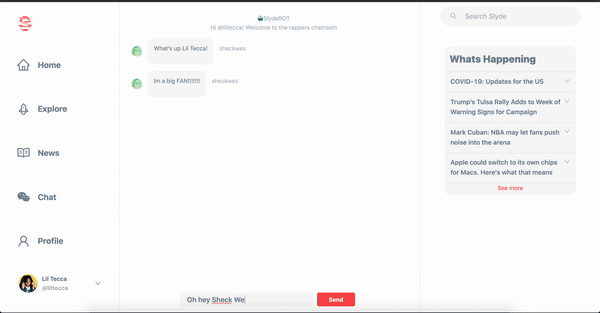 Home
Explore
News
Chat
Profile
Lil Tecca
@liltecca
SlydeBOT
Hi @liltecca! Welcome to the rappers chatroom
What's up Lil Tecca!
sheckwes
Im a big FAN!!!!!!!
sheckwes
Oh hey Sheck We
Send
Search Slyde
Whats Happening
COVID-19: Updates for the US
Trump's Tulsa Rally Adds to Week of
Warning Signs for Campaign
Mark Cuban: NBA may let fans push
noise into the arena
Apple could switch to its own chips
for Macs. Here's what that means
See more